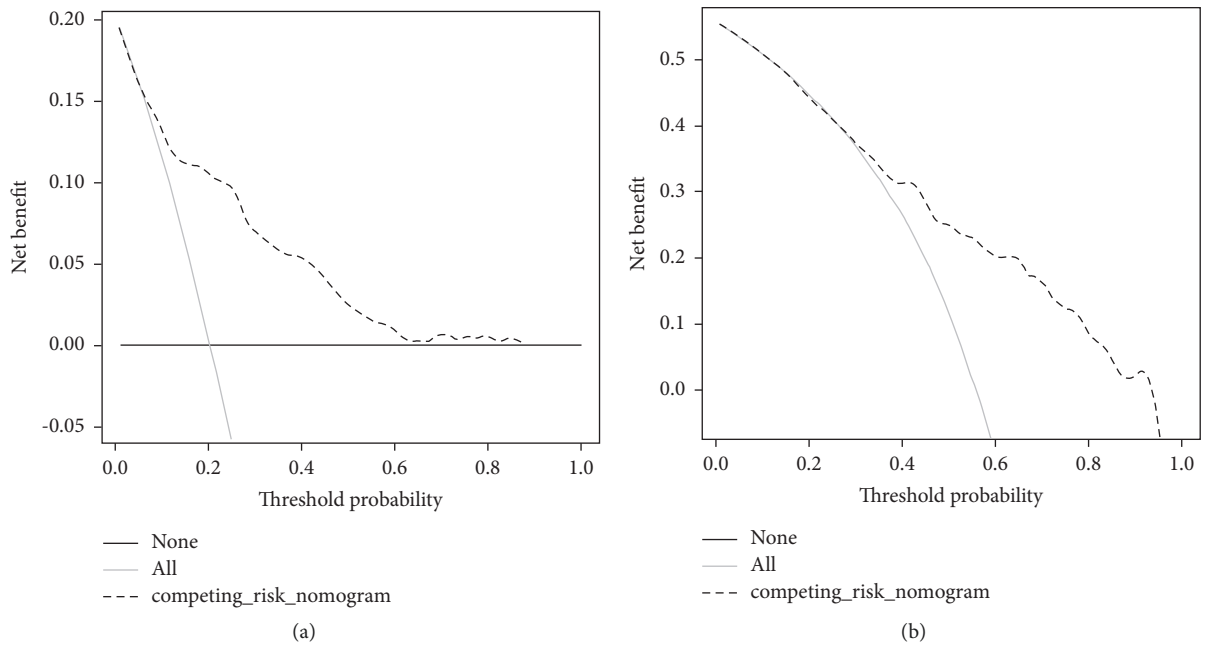 0.20
0.15
0.10
0.05
0.00
-0.05
Net benefit
0.0 0.2 0.4 0.6 0.8 1.0
Threshold probability
None
All
competing_risk_nomogram
(a)
0.5
0.4
0.3
0.2
0.1
0.0
Net benefit
0.0 0.2 0.4 0.6 0.8 1.0
Threshold probability
None
All
competing_risk_nomogram
(b)